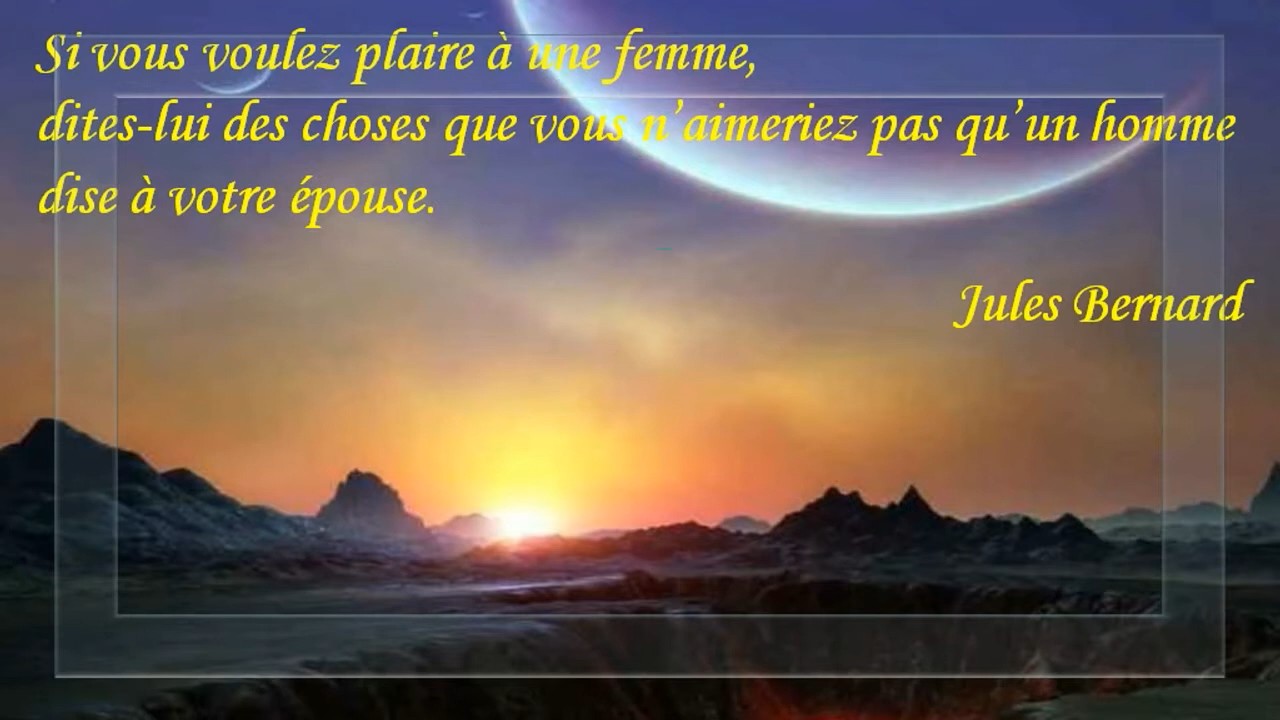 Si vous voulez plaire à une femme,
dites-lui des choses que vous n’aimeriez pas qu’un homme
dise à votre épouse.
Jules Bernard